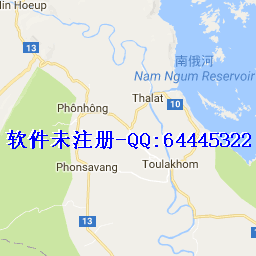 lin Hoeup
13
南俄河
Nam Ngum Reservoir
Thalat
Phônhông
10
软件未注册-QQ:64445322
Phonsavang
Toulakhom
13
10